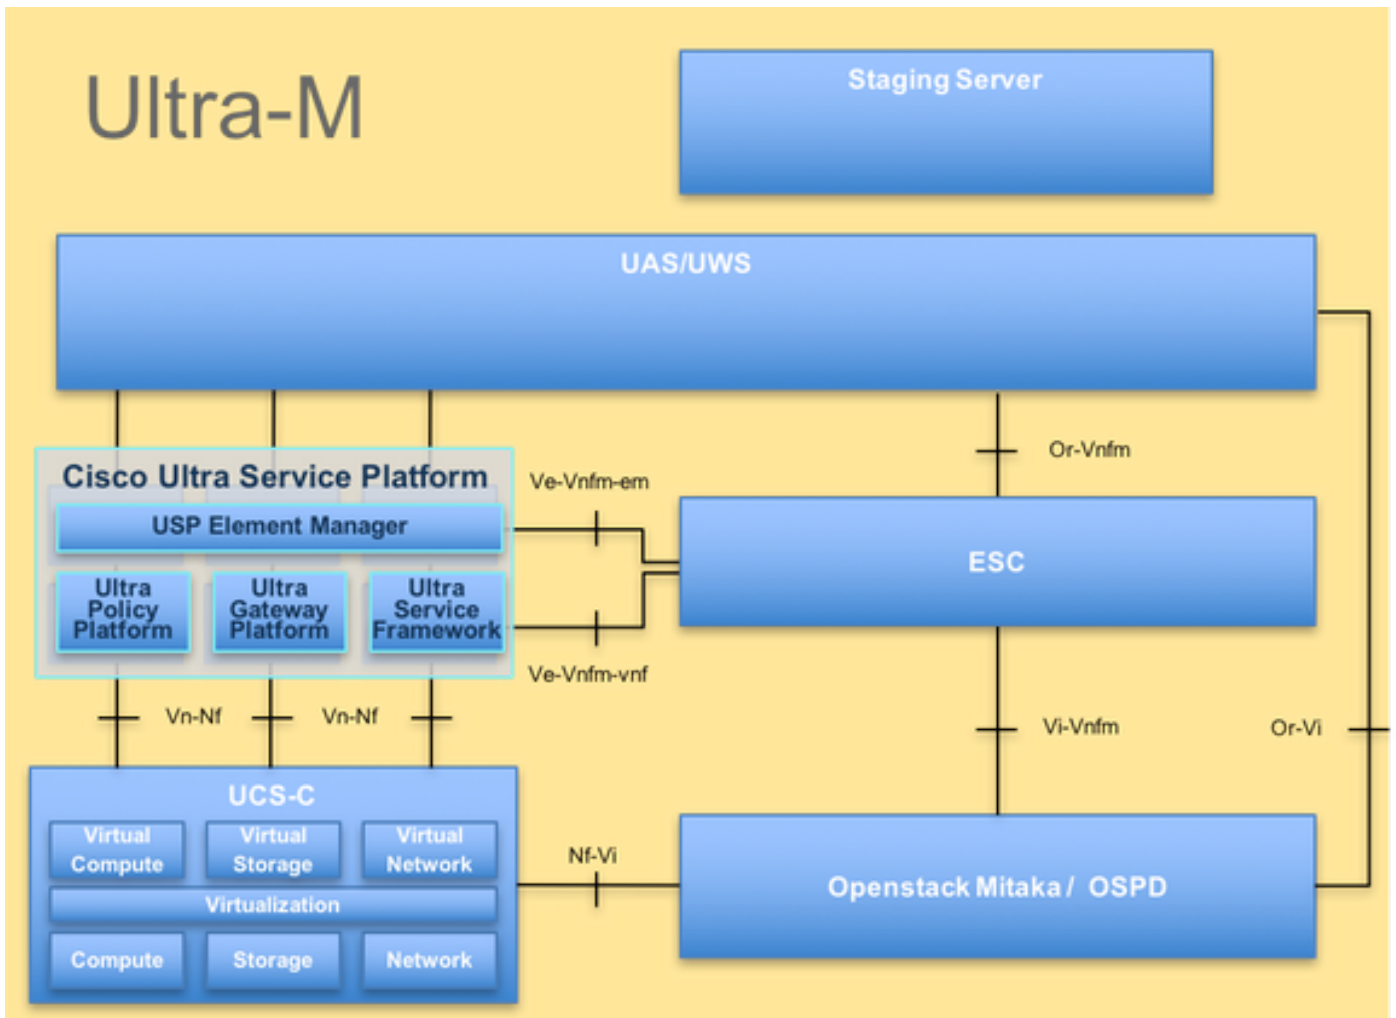 Ultra-M
Staging Server
UAS/UWS
Or-Vnfm
Cisco Ultra Service Platform
Ve-Vnfm-em
USP Element Manager
ESC
Ultra
Policy
Platform
Ultra
Gateway
Platform
Ultra
Service
Framework
Ve-Vnfm-vnf
Vn-Nf
Vn-Nf
Vi-Vnfm
Or-Vi
UCS-C
Virtual
Compute
Virtual
Storage
Virtual
Network
Nf-Vi
Openstack Mitaka / OSPD
Virtualization
Compute
Storage
Network